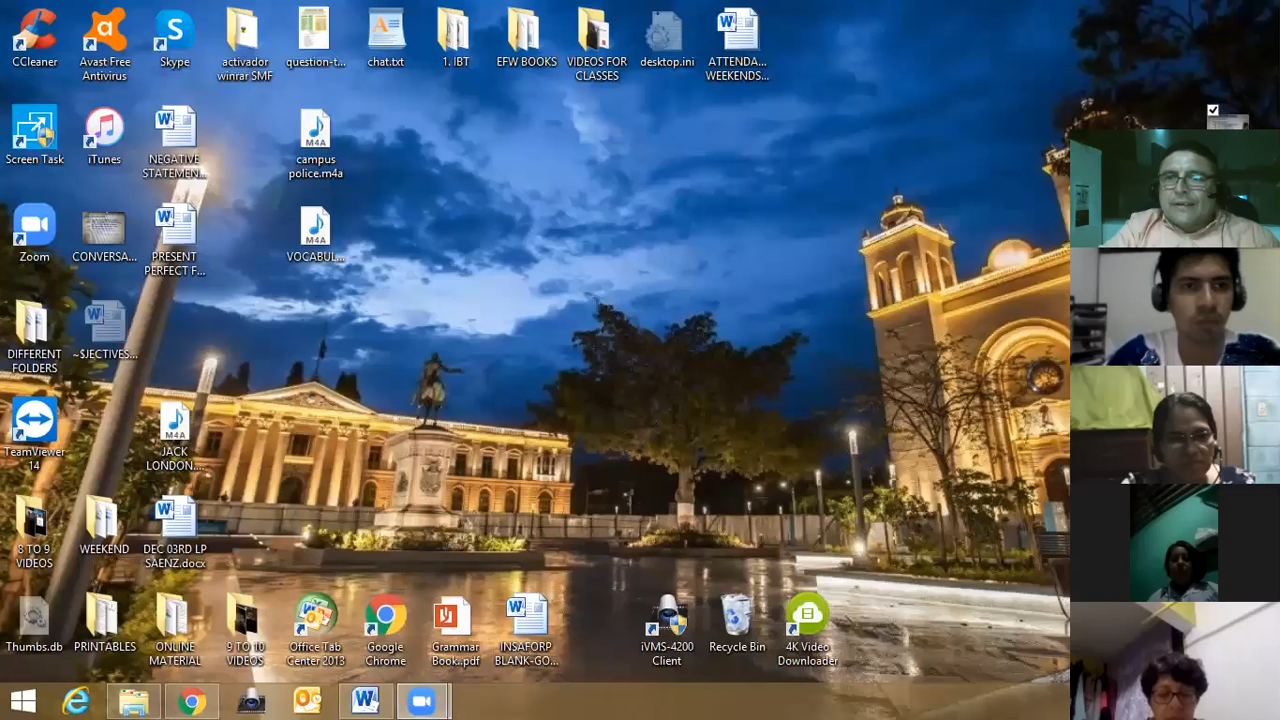 CCleaner
Avast Free
Antivirus
Skype
activador
winrar SMF
question-t...
chat.txt
1. IBT
EFW BOOKS
VIDEOS FOR
CLASSES
desktop.ini
ATTENDA...
WEEKENDS...
Screen Task
iTunes
NEGATIVE
STATEMEN...
campus
police.m4a
Zoom
CONVERSA...
PRESENT
PERFECT F...
VOCABUL...
DIFFERENT
FOLDERS
~$JECTIVES...
TeamViewer
14
JACK
LONDON....
8 TO 9
VIDEOS
WEEKEND
DEC 03RD LP
SAENZ.docx
Thumbs.db
PRINTABLES
ONLINE
MATERIAL
9 TO 10
VIDEOS
Office Tab
Center 2013
Google
Chrome
Grammar
Book..pdf
INSAFORP
BLANK-GO...
iVMS-4200
Client
Recycle Bin
4K Video
Downloader
M4A
M4A
M4A